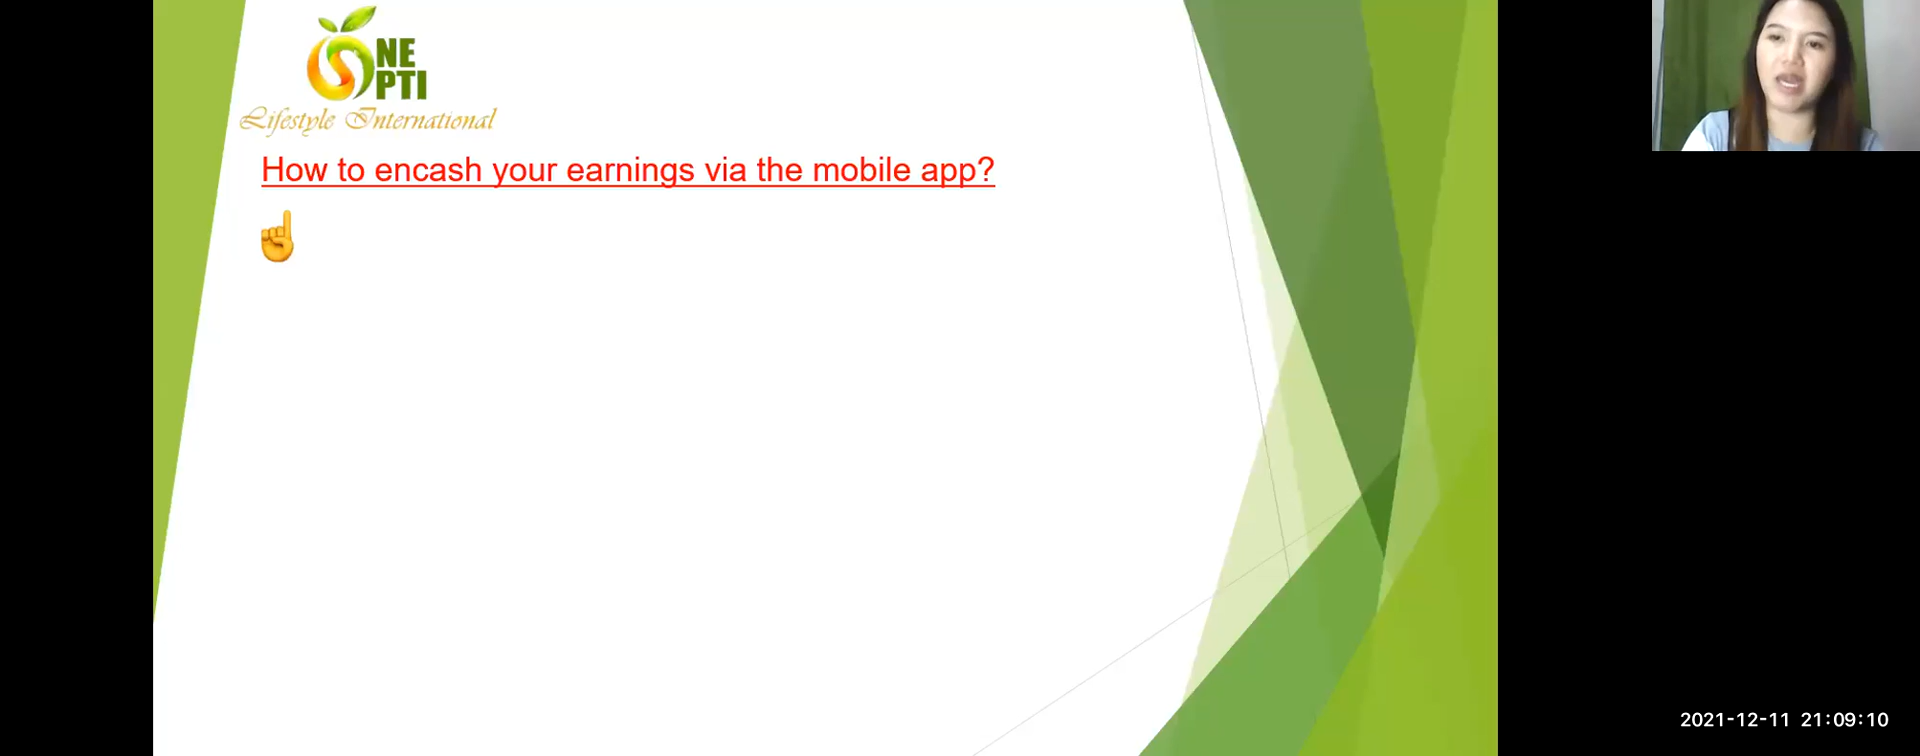 ONE
OPTI
Lifestyle International
How to encash your earnings via the mobile app?
2021-12-11 21:09:10